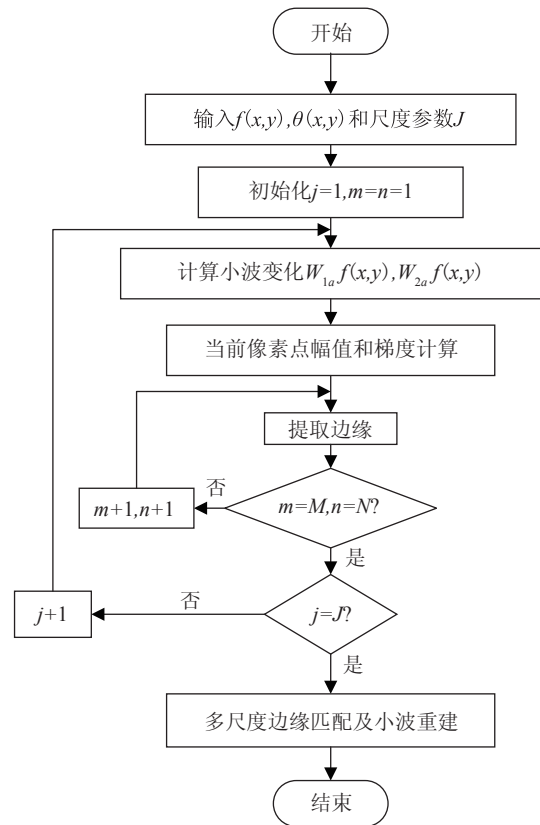 开始
输入f(x,y),θ(x,y)和尺度参数J
初始化j=1,m=n=1
计算小波变化W₁ₐf(x,y),W₂ₐf(x,y)
当前像素点幅值和梯度计算
提取边缘
否
m+1,n+1
m=M,n=N?
是
否
j+1
j=J?
是
多尺度边缘匹配及小波重建
结束